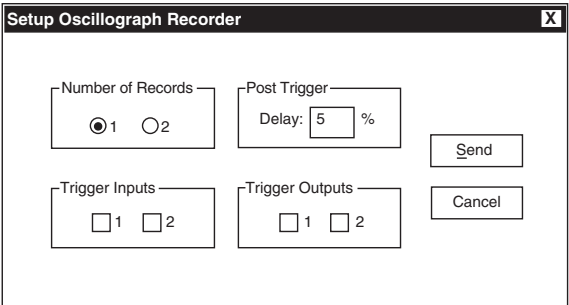 Setup Oscillograph Recorder X
Number of Records
1 2
Post Trigger
Delay: 5 %
Send
Trigger Inputs
1 2
Trigger Outputs
1 2
Cancel